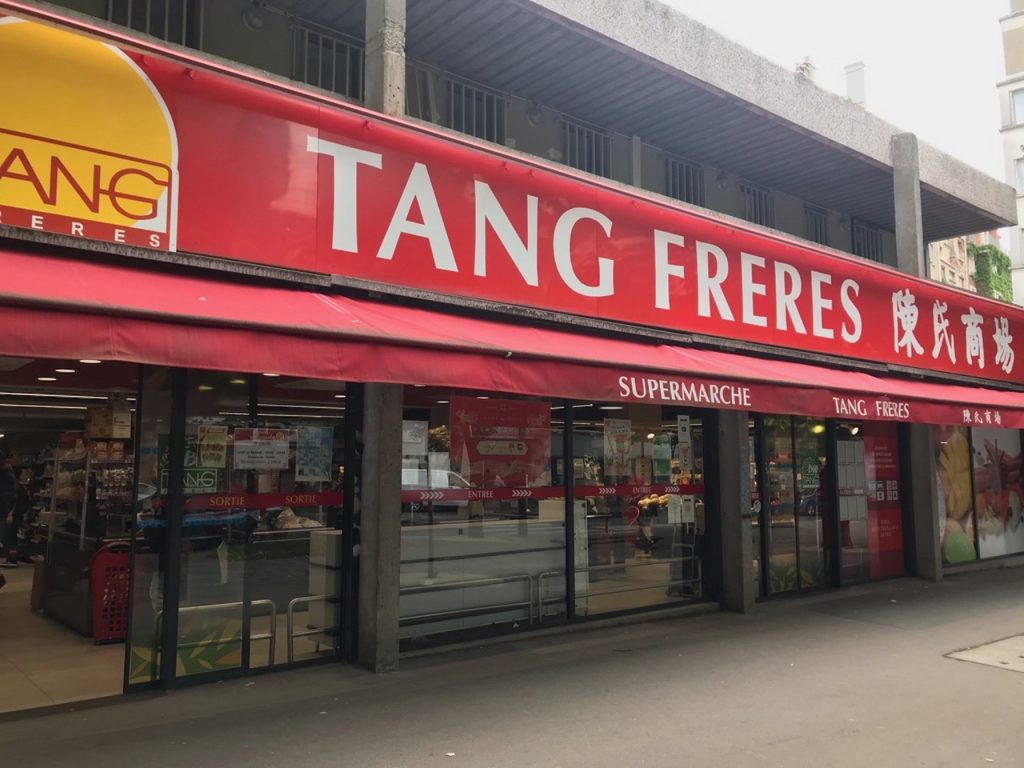 TANG
FRERES
TANG FRERES 陳氏商場
SUPERMARCHE
TANG FRERES
陳氏商場
TANG
SORTIE
SORTIE
ENTREE
ENTREE